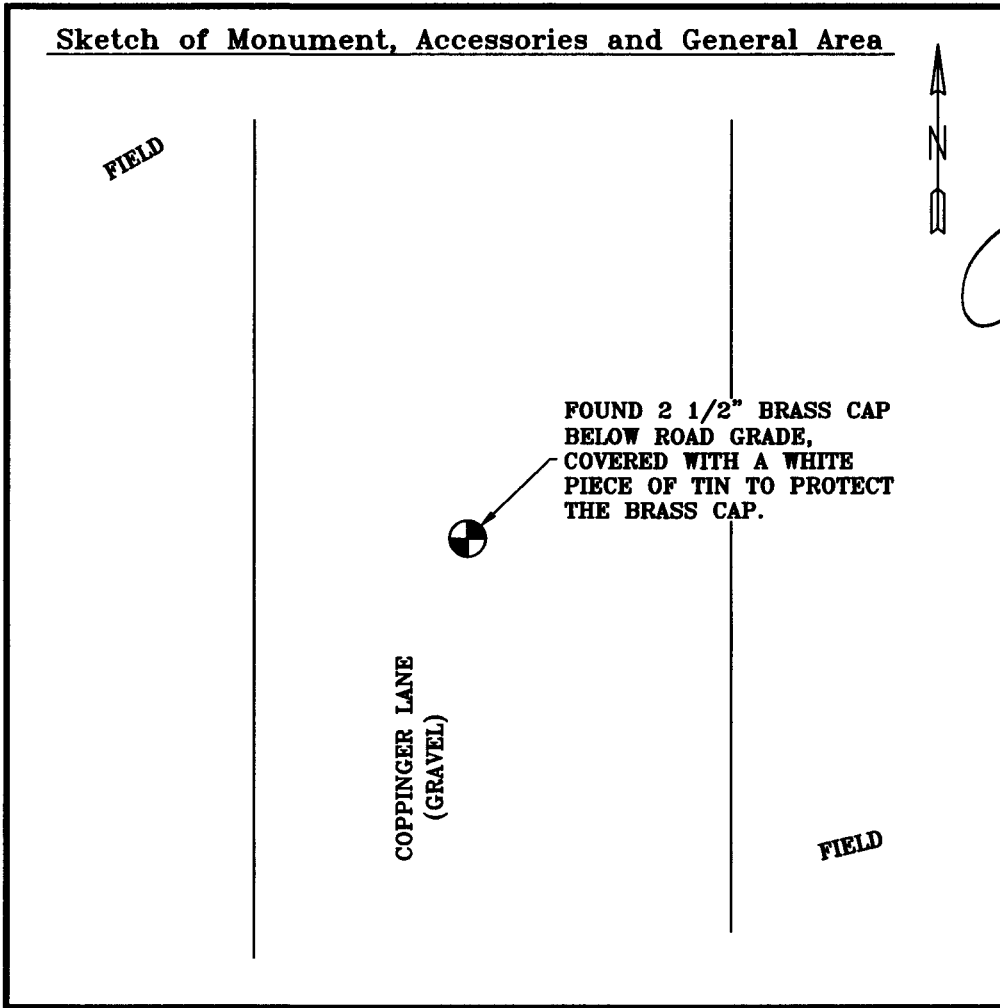 Sketch of Monument, Accessories and General Area
FIELD
N
FOUND 2 1/2" BRASS CAP
BELOW ROAD GRADE,
COVERED WITH A WHITE
PIECE OF TIN TO PROTECT
THE BRASS CAP.
COPPINGER LANE
(GRAVEL)
FIELD